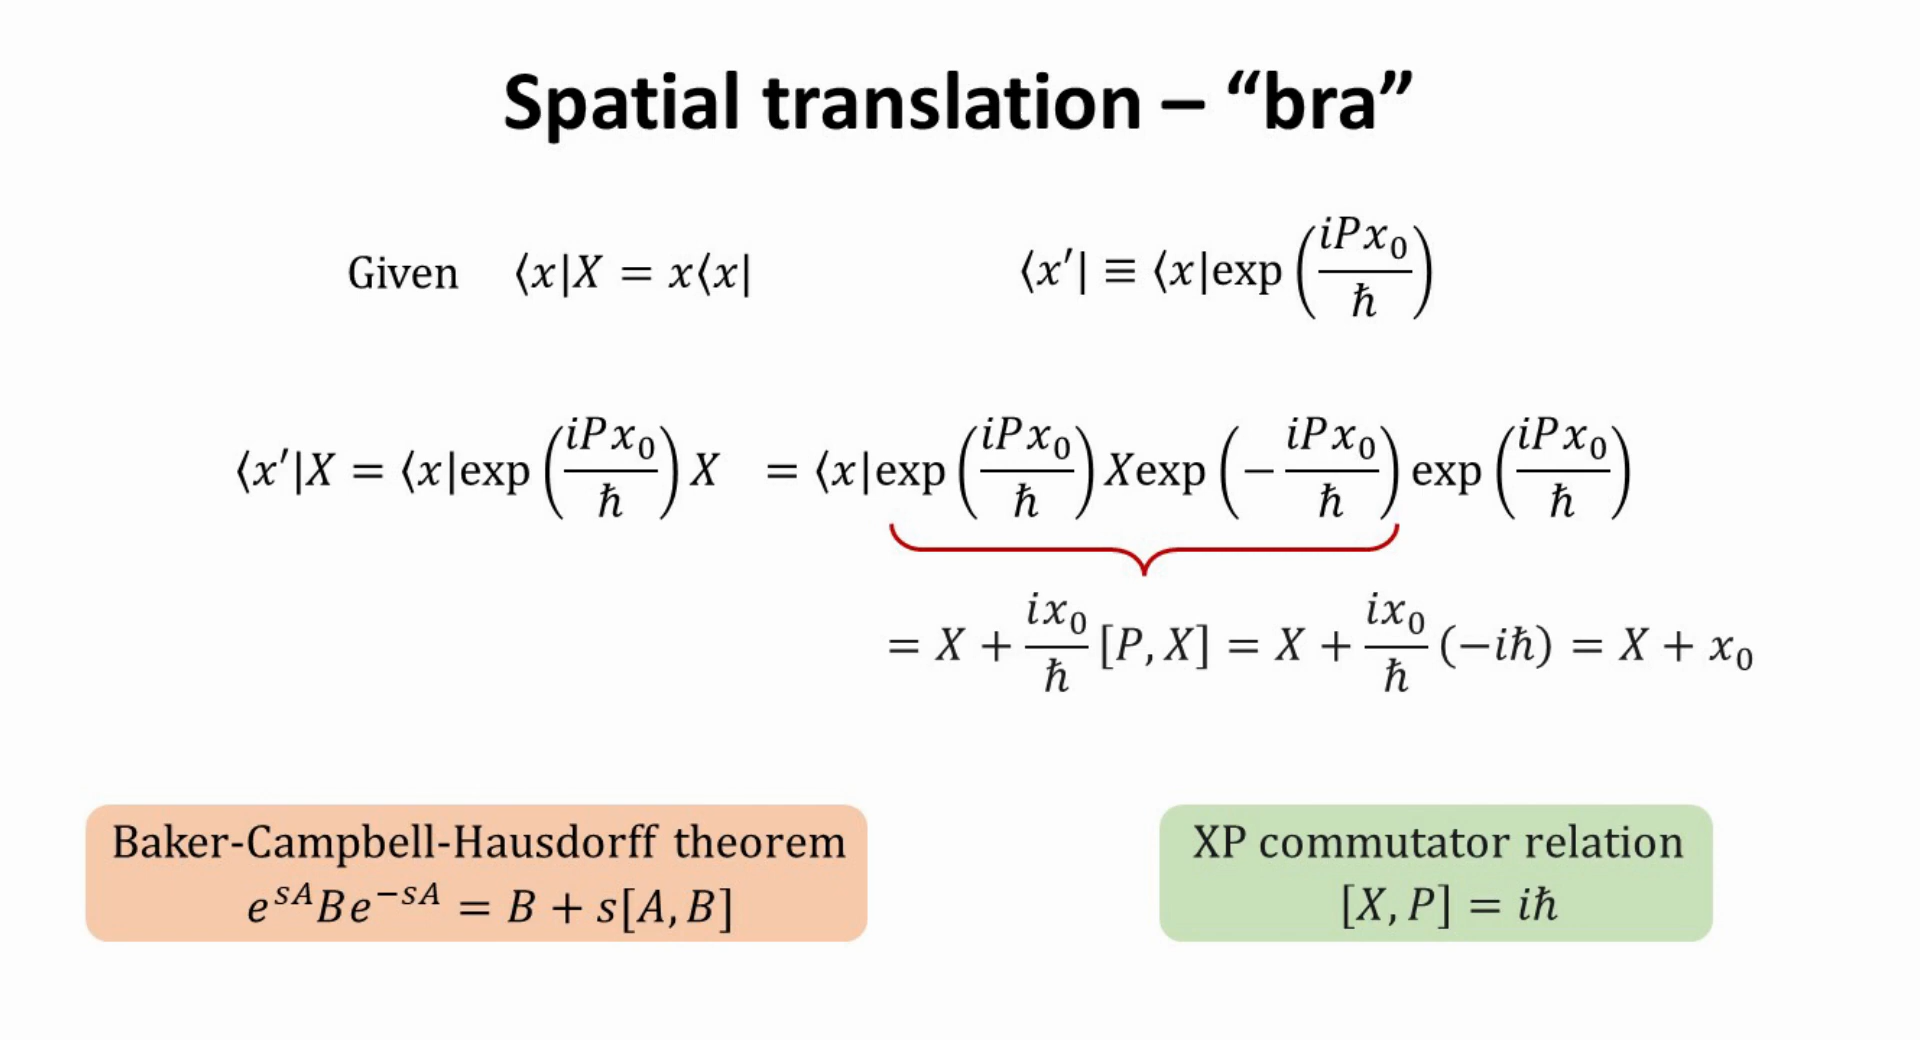 Spatial translation – “bra”
Given ⟨x|X = x⟨x| ⟨x′| ≡ ⟨x|exp(iPx₀/ℏ)
⟨x′|X = ⟨x|exp(iPx₀/ℏ)X = ⟨x|exp(iPx₀/ℏ)Xexp(−iPx₀/ℏ)exp(iPx₀/ℏ)
= X + ix₀/ℏ [P, X] = X + ix₀/ℏ (−iℏ) = X + x₀
Baker-Campbell-Hausdorff theorem
e^{sA}Be^{−sA} = B + s[A, B]
XP commutator relation
[X, P] = iℏ